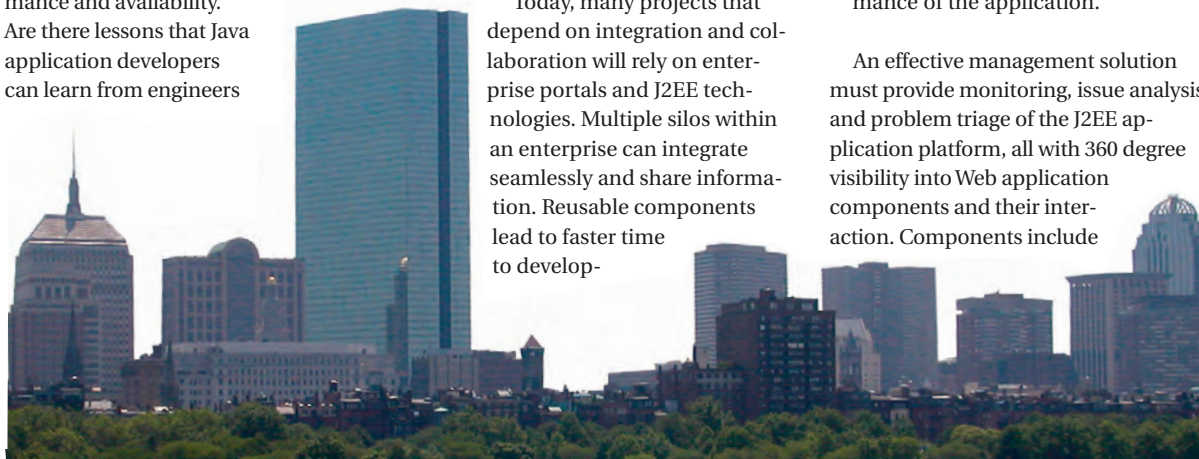 mance and availability.
Are there lessons that Java
application developers
can learn from engineers
Today, many projects that
depend on integration and col-
laboration will rely on enter-
prise portals and J2EE tech-
nologies. Multiple silos within
an enterprise can integrate
seamlessly and share informa-
tion. Reusable components
lead to faster time
to develop-
mance of the application.
An effective management solution
must provide monitoring, issue analysis
and problem triage of the J2EE ap-
plication platform, all with 360 degree
visibility into Web application
components and their inter-
action. Components include